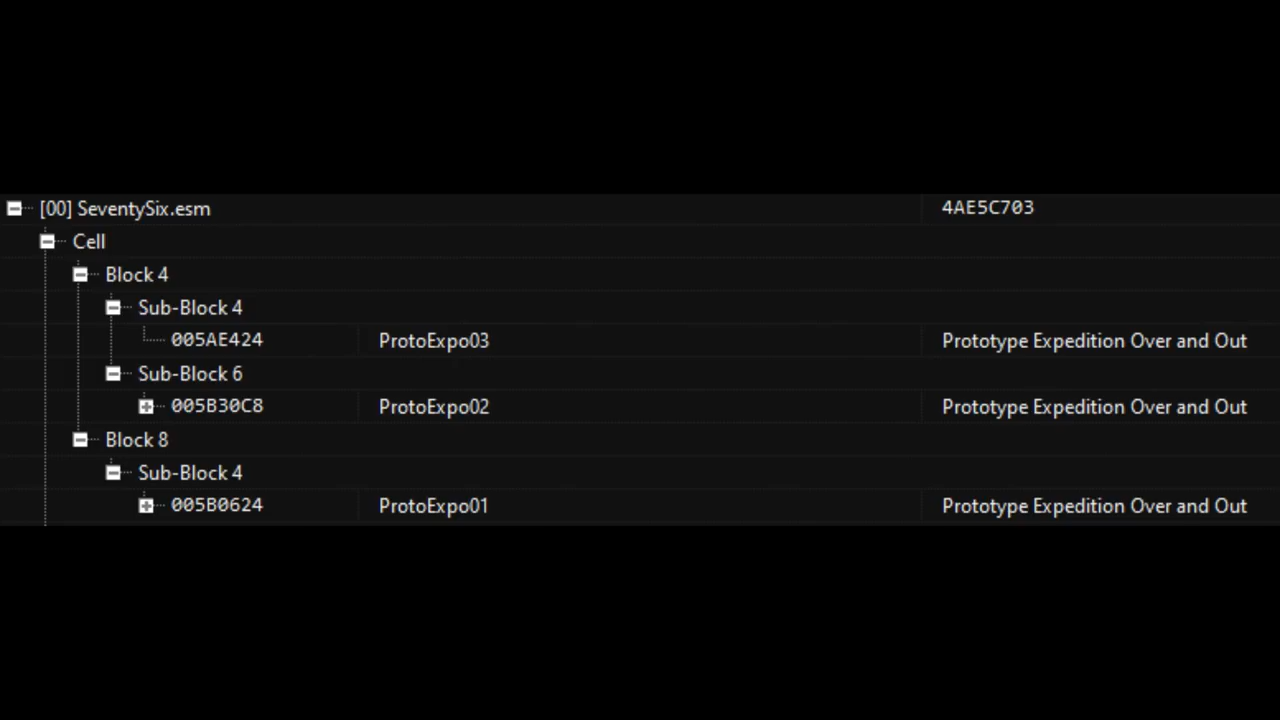 [00] SeventySix.esm 4AE5C703
Cell
Block 4
Sub-Block 4
005AE424 ProtoExpo03 Prototype Expedition Over and Out
Sub-Block 6
005B30C8 ProtoExpo02 Prototype Expedition Over and Out
Block 8
Sub-Block 4
005B0624 ProtoExpo01 Prototype Expedition Over and Out